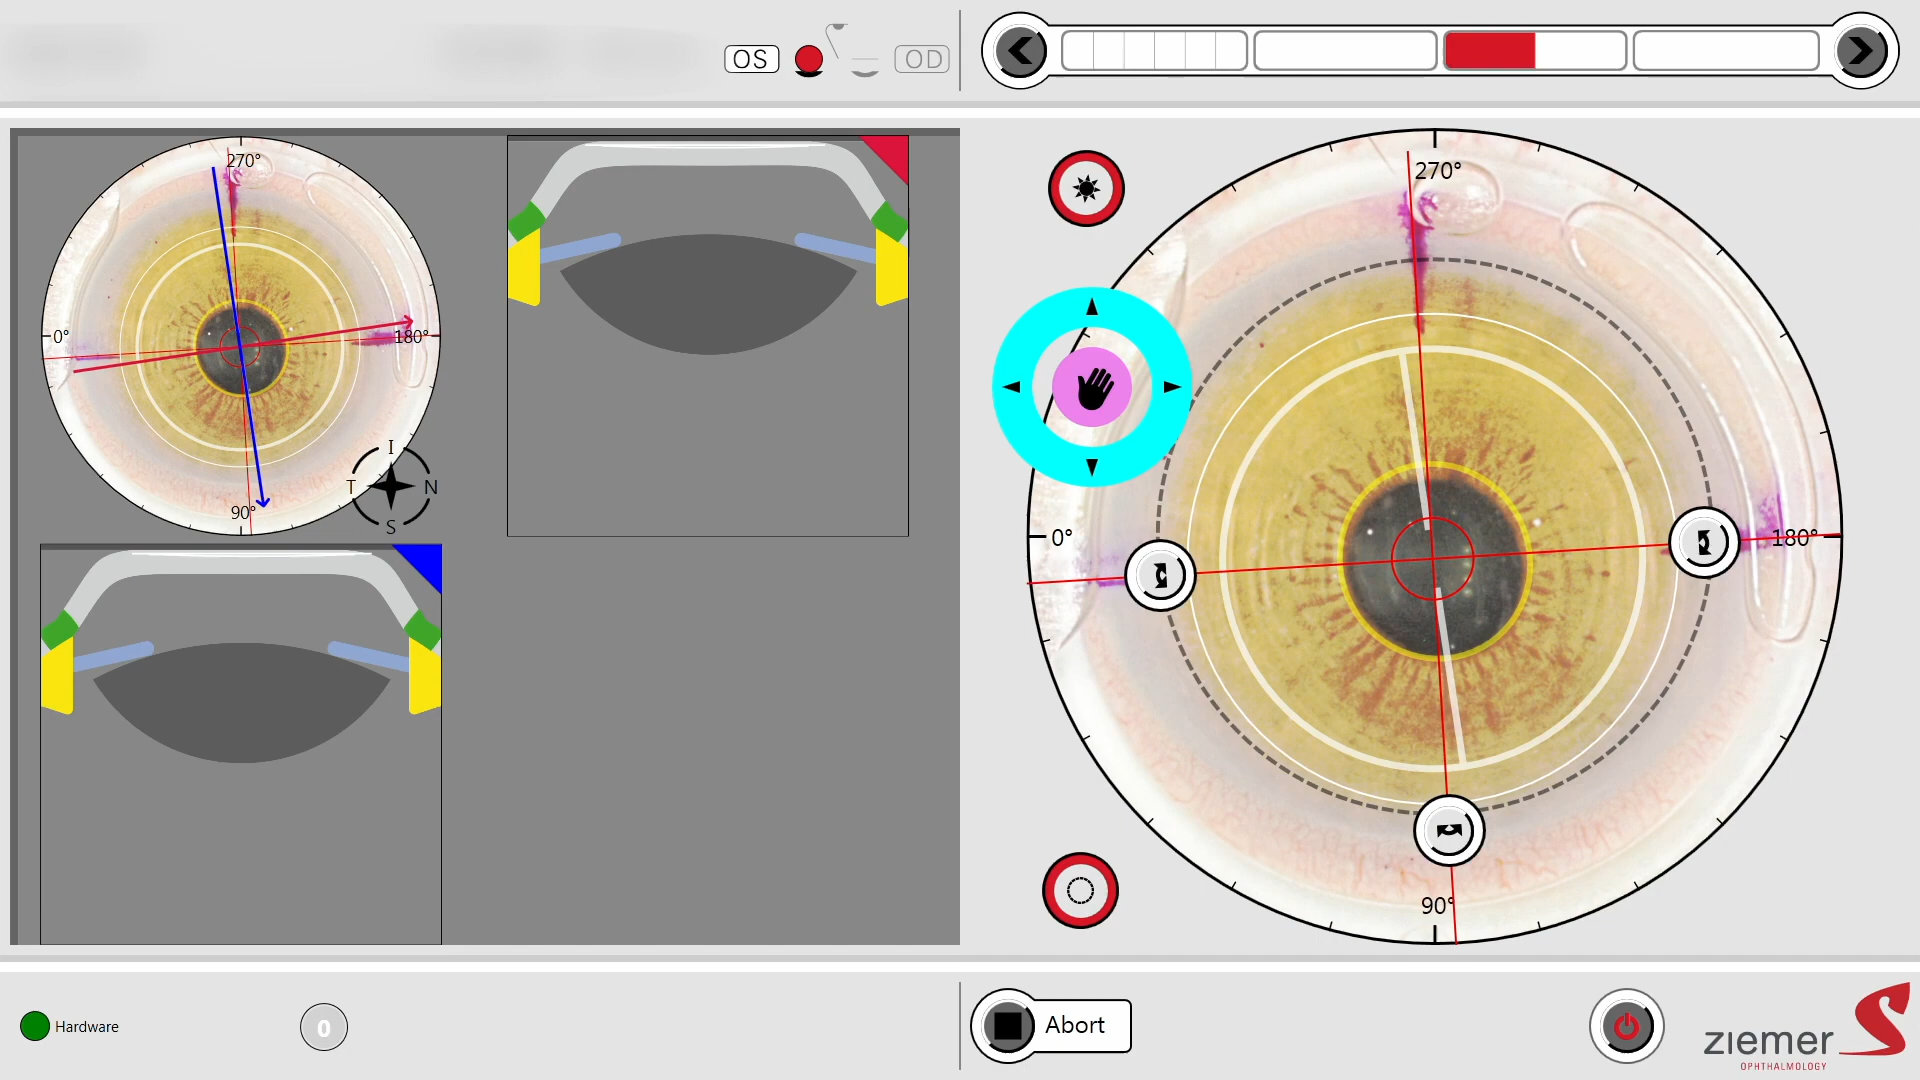 OS
OD
270°
0°
180°
90°
I
T
N
S
270°
0°
180°
90°
Hardware
0
Abort
ziemer
OPHTHALMOLOGY